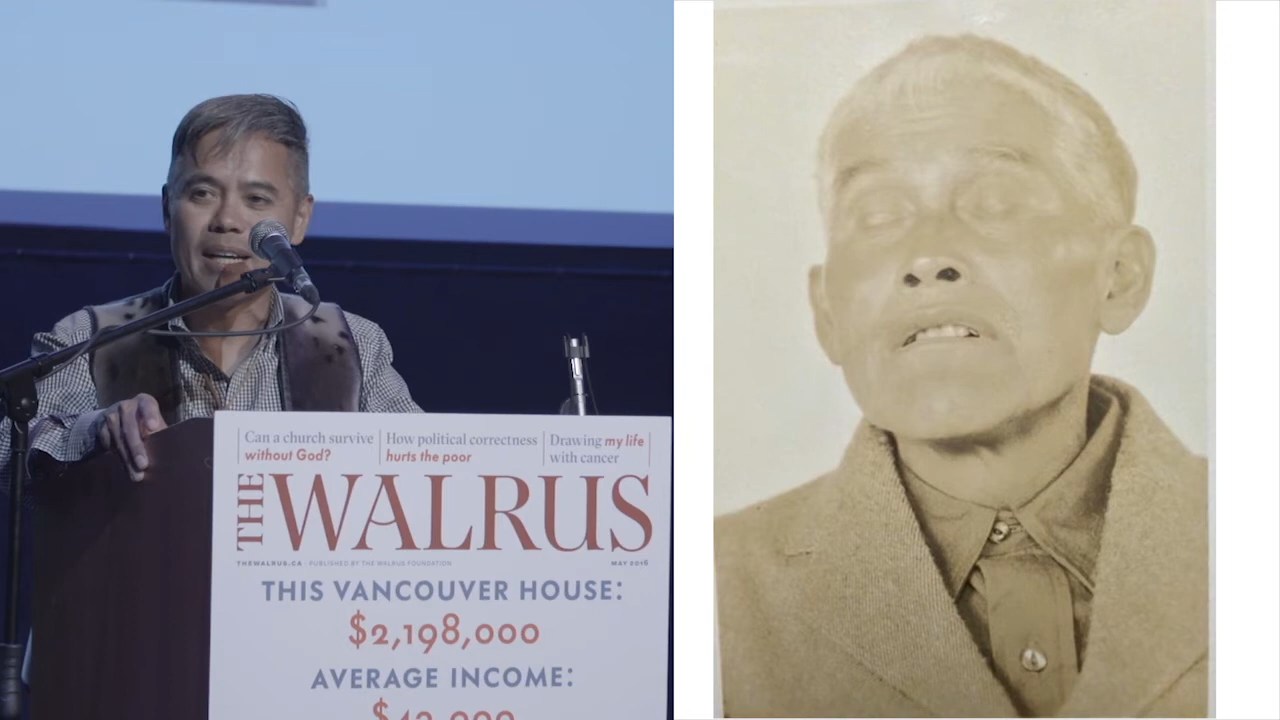 Can a church survive
without God?
How political correctness
hurts the poor
Drawing my life
with cancer
THE WALRUS
THEWALRUS.CA PUBLISHED BY THE WALRUS FOUNDATION
MAY 2016
THIS VANCOUVER HOUSE:
$2,198,000
AVERAGE INCOME: